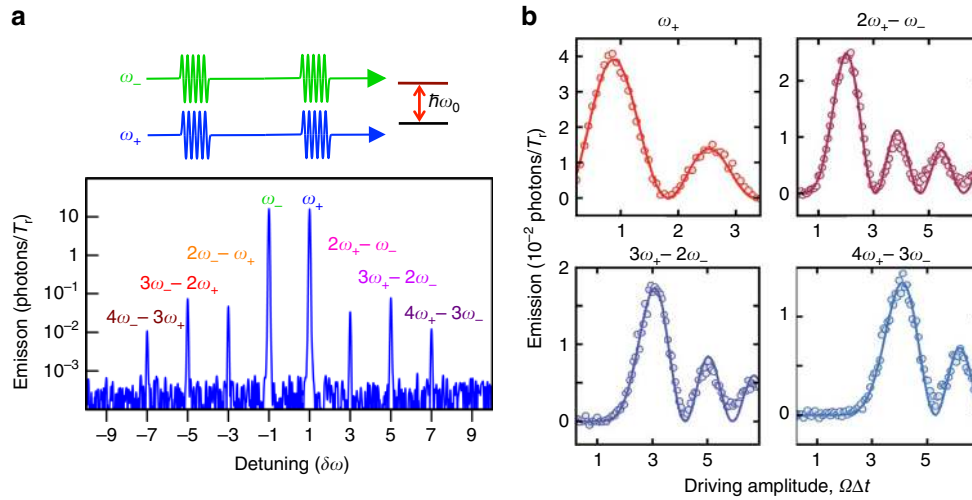 a
ω₋
ω₊
ħω₀
Emisson (photons/Tᵣ)
10
1
10⁻¹
10⁻²
10⁻³
ω₋ ω₊
2ω₋– ω₊ 2ω₊– ω₋
3ω₋– 2ω₊ 3ω₊– 2ω₋
4ω₋– 3ω₊ 4ω₊– 3ω₋
–9 –7 –5 –3 –1 1 3 5 7 9
Detuning (δω)
b
Emission (10⁻² photons/Tᵣ)
ω₊
4
3
2
1
0
1 2 3
2ω₊– ω₋
2
1
0
1 3 5
3ω₊– 2ω₋
2
1
0
1 3 5
4ω₊– 3ω₋
1
0
1 3 5
Driving amplitude, ΩΔt